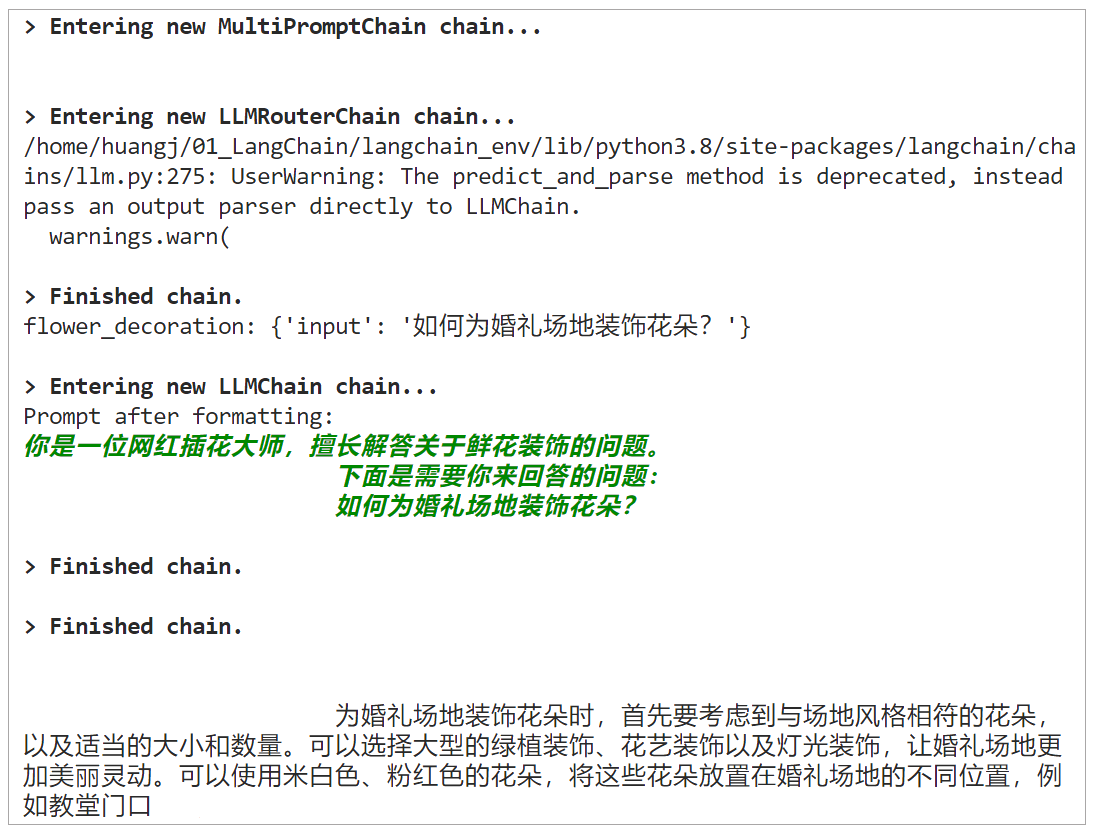 > Entering new MultiPromptChain chain...
> Entering new LLMRouterChain chain...
/home/huangj/01_LangChain/langchain_env/lib/python3.8/site-packages/langchain/cha
ins/llm.py:275: UserWarning: The predict_and_parse method is deprecated, instead
pass an output parser directly to LLMChain.
  warnings.warn(
> Finished chain.
flower_decoration: {'input': '如何为婚礼场地装饰花朵？'}
> Entering new LLMChain chain...
Prompt after formatting:
你是一位网红插花大师，擅长解答关于鲜花装饰的问题。
下面是需要你来回答的问题:
如何为婚礼场地装饰花朵？
> Finished chain.
> Finished chain.
为婚礼场地装饰花朵时，首先要考虑到与场地风格相符的花朵，
以及适当的大小和数量。可以选择大型的绿植装饰、花艺装饰以及灯光装饰，让婚礼场地更
加美丽灵动。可以使用米白色、粉红色的花朵，将这些花朵放置在婚礼场地的不同位置，例
如教堂门口